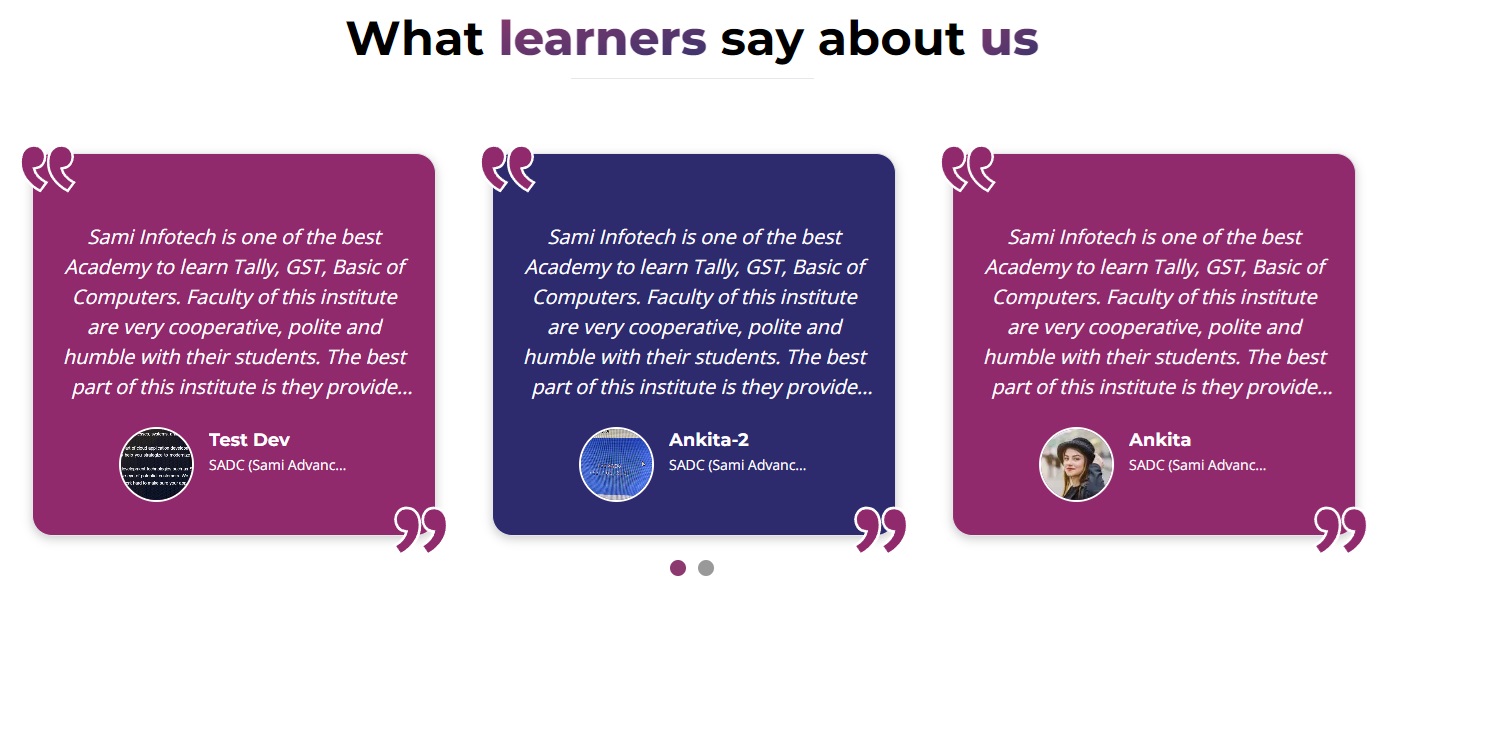 What learners say about us
Sami Infotech is one of the best
Academy to learn Tally, GST, Basic of
Computers. Faculty of this institute
are very cooperative, polite and
humble with their students. The best
part of this institute is they provide...
Test Dev
SADC (Sami Advanc...
Sami Infotech is one of the best
Academy to learn Tally, GST, Basic of
Computers. Faculty of this institute
are very cooperative, polite and
humble with their students. The best
part of this institute is they provide...
Ankita-2
SADC (Sami Advanc...
Sami Infotech is one of the best
Academy to learn Tally, GST, Basic of
Computers. Faculty of this institute
are very cooperative, polite and
humble with their students. The best
part of this institute is they provide...
Ankita
SADC (Sami Advanc...